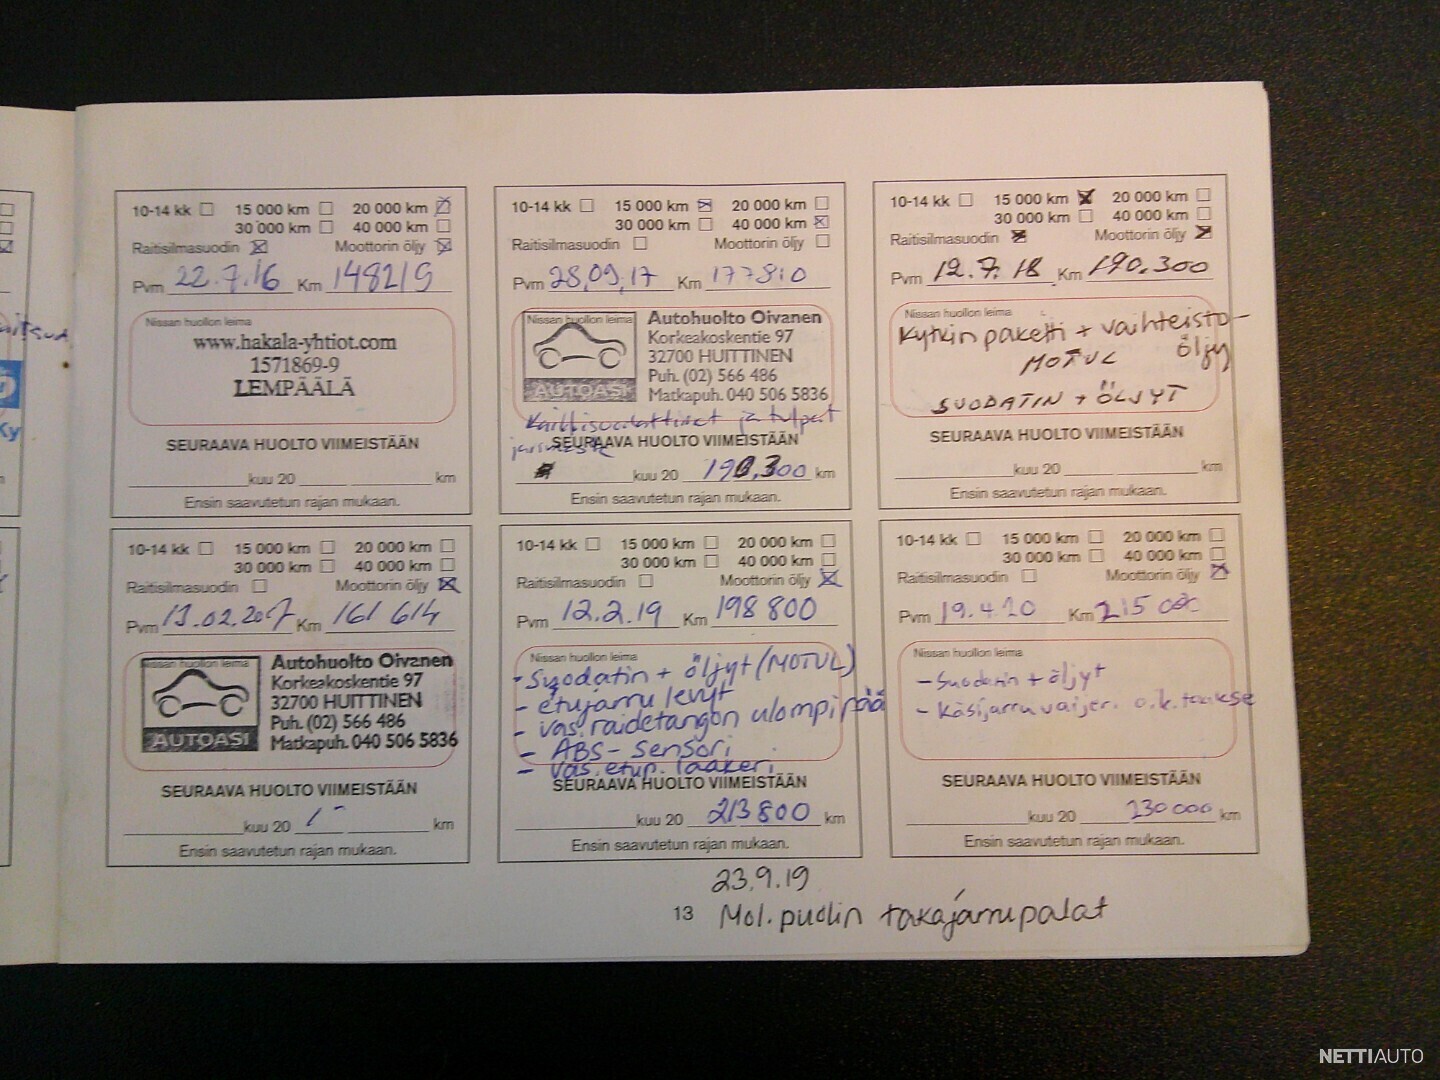 10-14 kk 15 000 km 20 000 km
30 000 km 40 000 km
Raitisilmasuodin Moottorin öljy
Pvm 22.7.16 Km 148219
Nissan huollon leima
www.hakala-yhtiot.com
1571869-9
LEMPÄÄLÄ
SEURAAVA HUOLTO VIIMEISTÄÄN
kuu 20 km
Ensin saavutetun rajan mukaan.
10-14 kk 15 000 km 20 000 km
30 000 km 40 000 km
Raitisilmasuodin Moottorin öljy
Pvm 28,09,17 Km 177810
Nissan huollon leima
Autohuolto Oivanen
Korkeakoskentie 97
32700 HUITTINEN
Puh. (02) 566 486
Matkapuh. 040 506 5836
AUTOASI
ja tulpat
SEURAAVA HUOLTO VIIMEISTÄÄN
kuu 20 190,300 km
Ensin saavutetun rajan mukaan.
10-14 kk 15 000 km 20 000 km
30 000 km 40 000 km
Raitisilmasuodin Moottorin öljy
Pvm 12.7.18 Km 190.300
Nissan huollon leima
Kytkin paketti + vaihteisto-
öljy
MOTUL
SUODATIN + ÖLJYT
SEURAAVA HUOLTO VIIMEISTÄÄN
kuu 20 km
Ensin saavutetun rajan mukaan.
10-14 kk 15 000 km 20 000 km
30 000 km 40 000 km
Raitisilmasuodin Moottorin öljy
Pvm 13.02.2017 Km 161 614
Nissan huollon leima
Autohuolto Oivanen
Korkeakoskentie 97
32700 HUITTINEN
Puh. (02) 566 486
Matkapuh. 040 506 5836
AUTOASI
SEURAAVA HUOLTO VIIMEISTÄÄN
kuu 20 km
Ensin saavutetun rajan mukaan.
10-14 kk 15 000 km 20 000 km
30 000 km 40 000 km
Raitisilmasuodin Moottorin öljy
Pvm 12.2.19 Km 198 800
Nissan huollon leima
- Suodatin + öljyt (MOTUL)
- etujarru levyt
- vas. raidetangon ulompi pää
- ABS- sensori
- vas. etup. laakeri
SEURAAVA HUOLTO VIIMEISTÄÄN
kuu 20 213 800 km
Ensin saavutetun rajan mukaan.
10-14 kk 15 000 km 20 000 km
30 000 km 40 000 km
Raitisilmasuodin Moottorin öljy
Pvm 19.4.20 Km 215 000
Nissan huollon leima
- Suodatin + öljyt
- Käsijarruvaijer. o.k. taakse
SEURAAVA HUOLTO VIIMEISTÄÄN
kuu 20 230 000 km
Ensin saavutetun rajan mukaan.
23.9.19
13 Mol. puolin takajarrupalat
NETTIAUTO